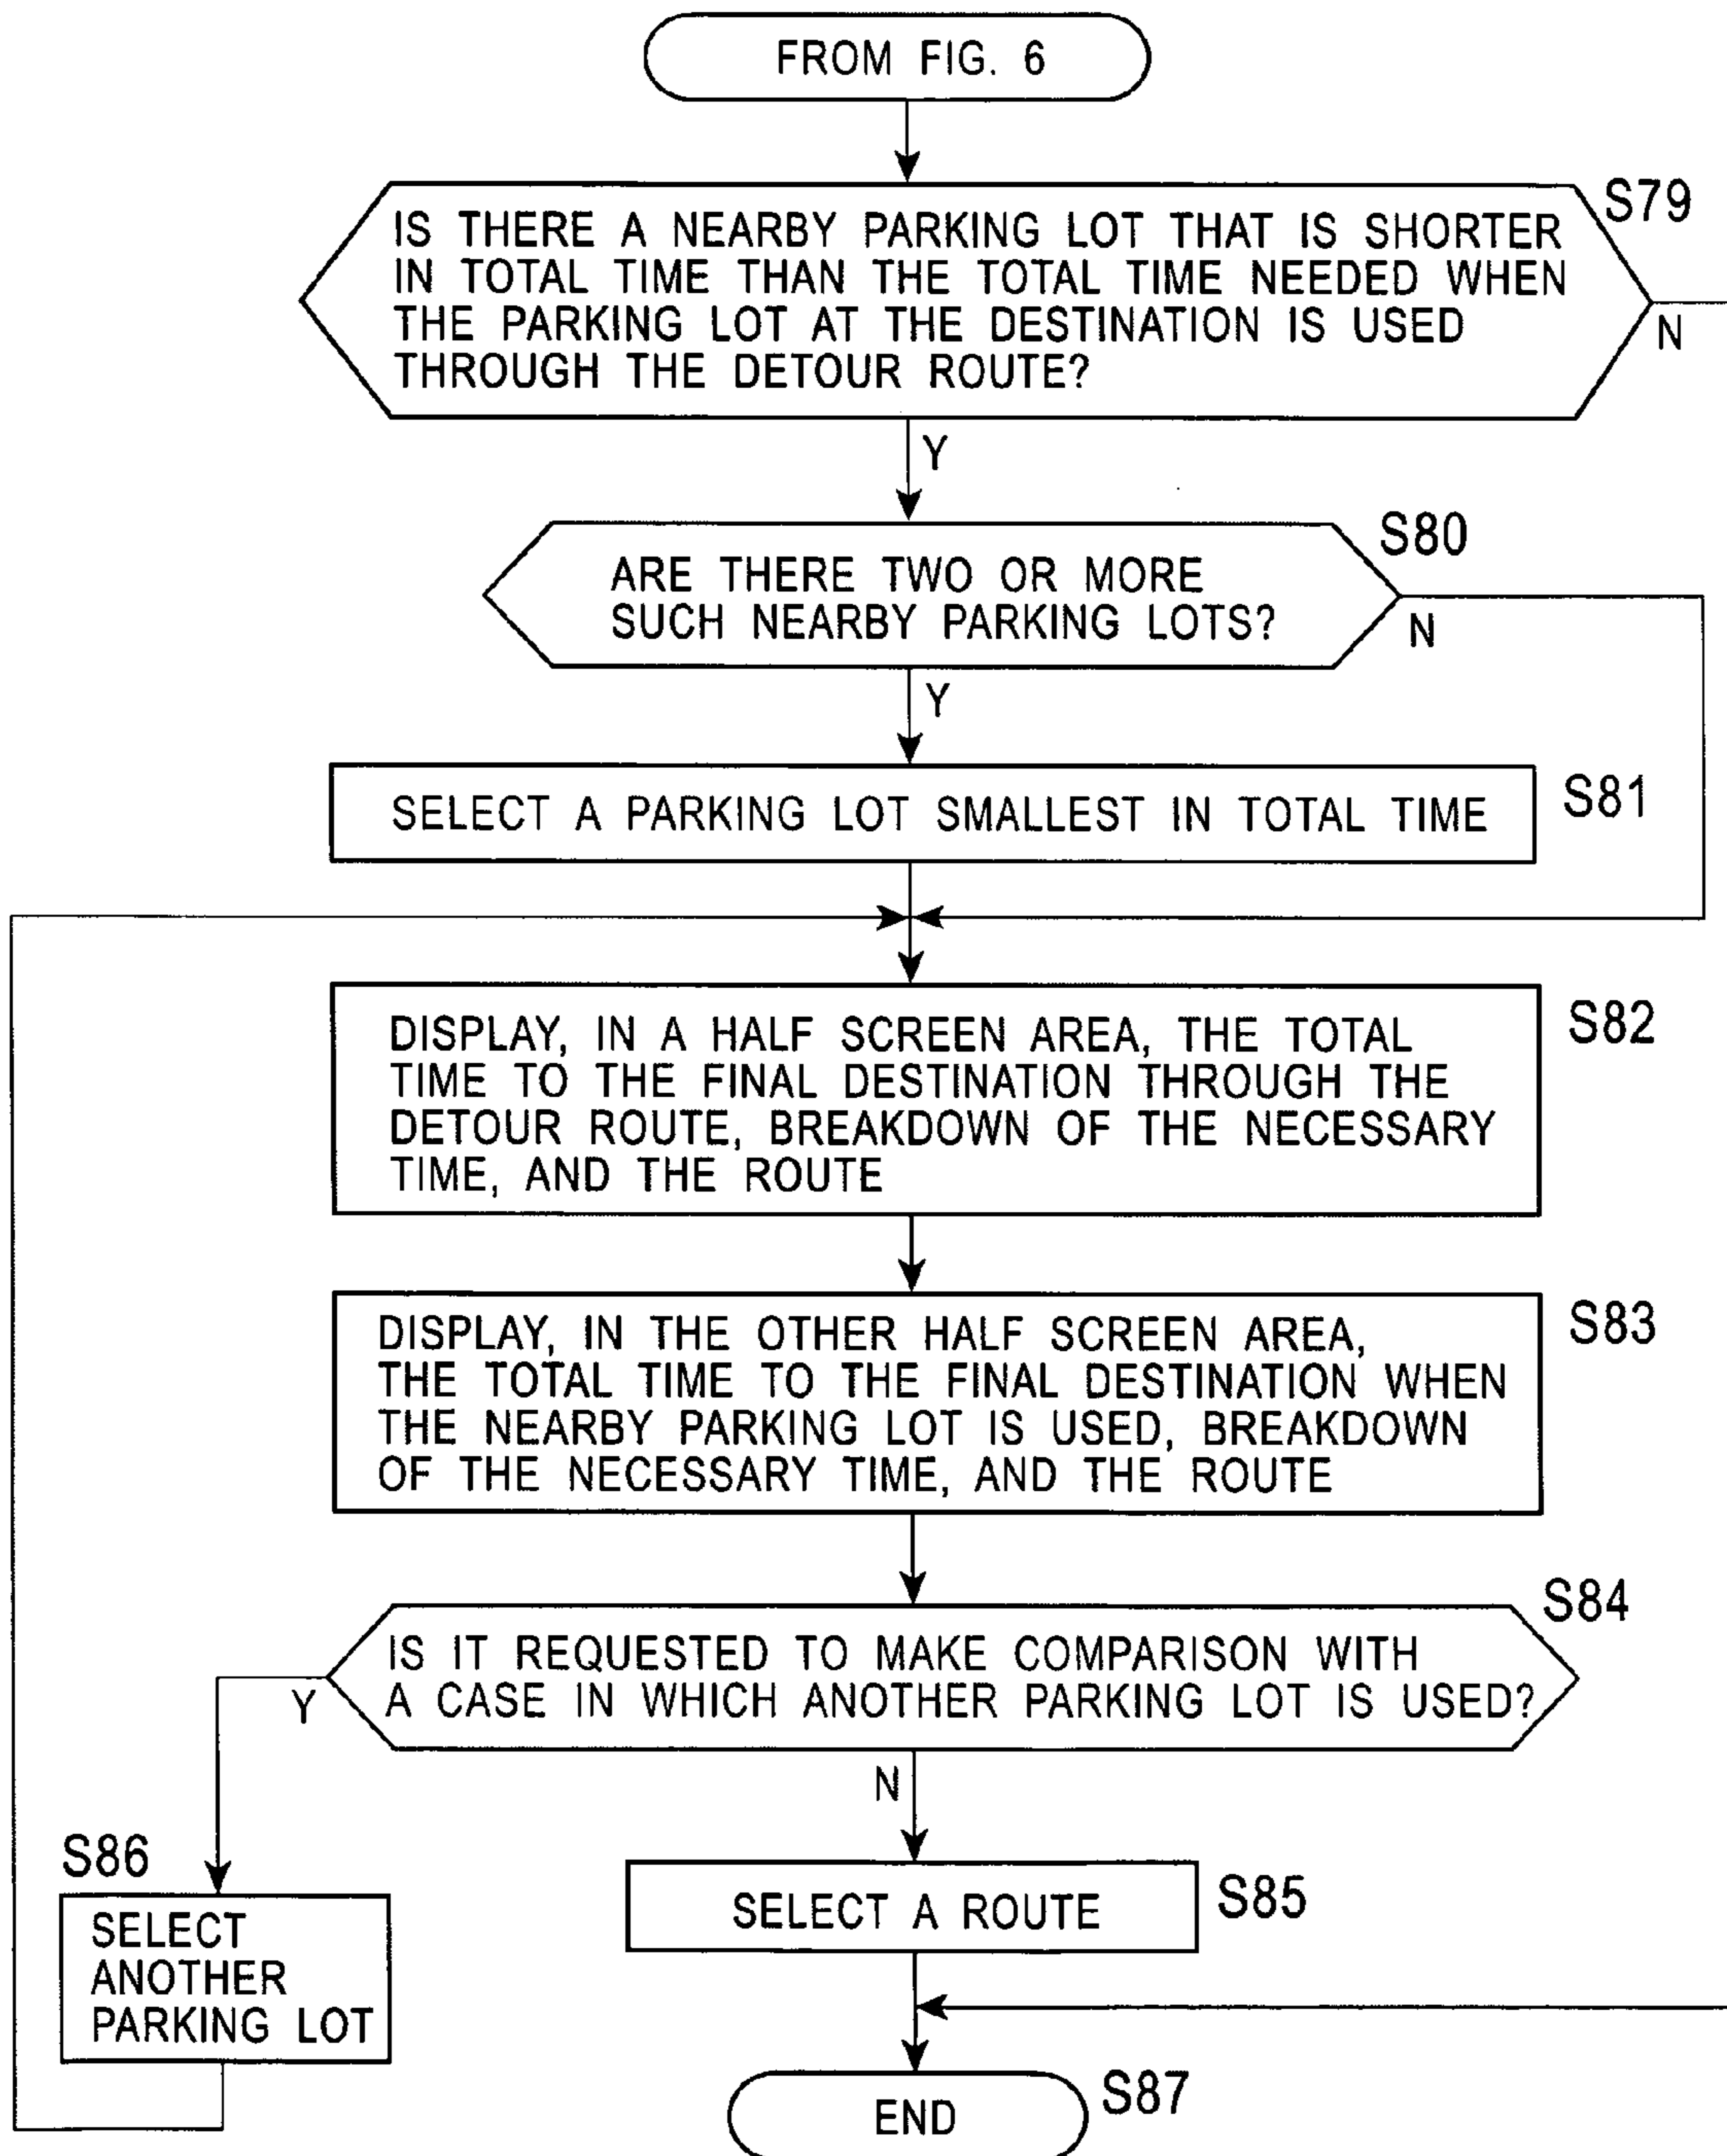 FROM FIG. 6
S79
IS THERE A NEARBY PARKING LOT THAT IS SHORTER
IN TOTAL TIME THAN THE TOTAL TIME NEEDED WHEN
THE PARKING LOT AT THE DESTINATION IS USED
THROUGH THE DETOUR ROUTE?
N
Y
S80
ARE THERE TWO OR MORE
SUCH NEARBY PARKING LOTS?
N
Y
S81
SELECT A PARKING LOT SMALLEST IN TOTAL TIME
S82
DISPLAY, IN A HALF SCREEN AREA, THE TOTAL
TIME TO THE FINAL DESTINATION THROUGH THE
DETOUR ROUTE, BREAKDOWN OF THE NECESSARY
TIME, AND THE ROUTE
S83
DISPLAY, IN THE OTHER HALF SCREEN AREA,
THE TOTAL TIME TO THE FINAL DESTINATION, WHEN
THE NEARBY PARKING LOT IS USED, BREAKDOWN
OF THE NECESSARY TIME, AND THE ROUTE
S84
IS IT REQUESTED TO MAKE COMPARISON WITH
A CASE IN WHICH ANOTHER PARKING LOT IS USED?
Y
N
S86
SELECT
ANOTHER
PARKING LOT
SELECT A ROUTE
S85
END
S87